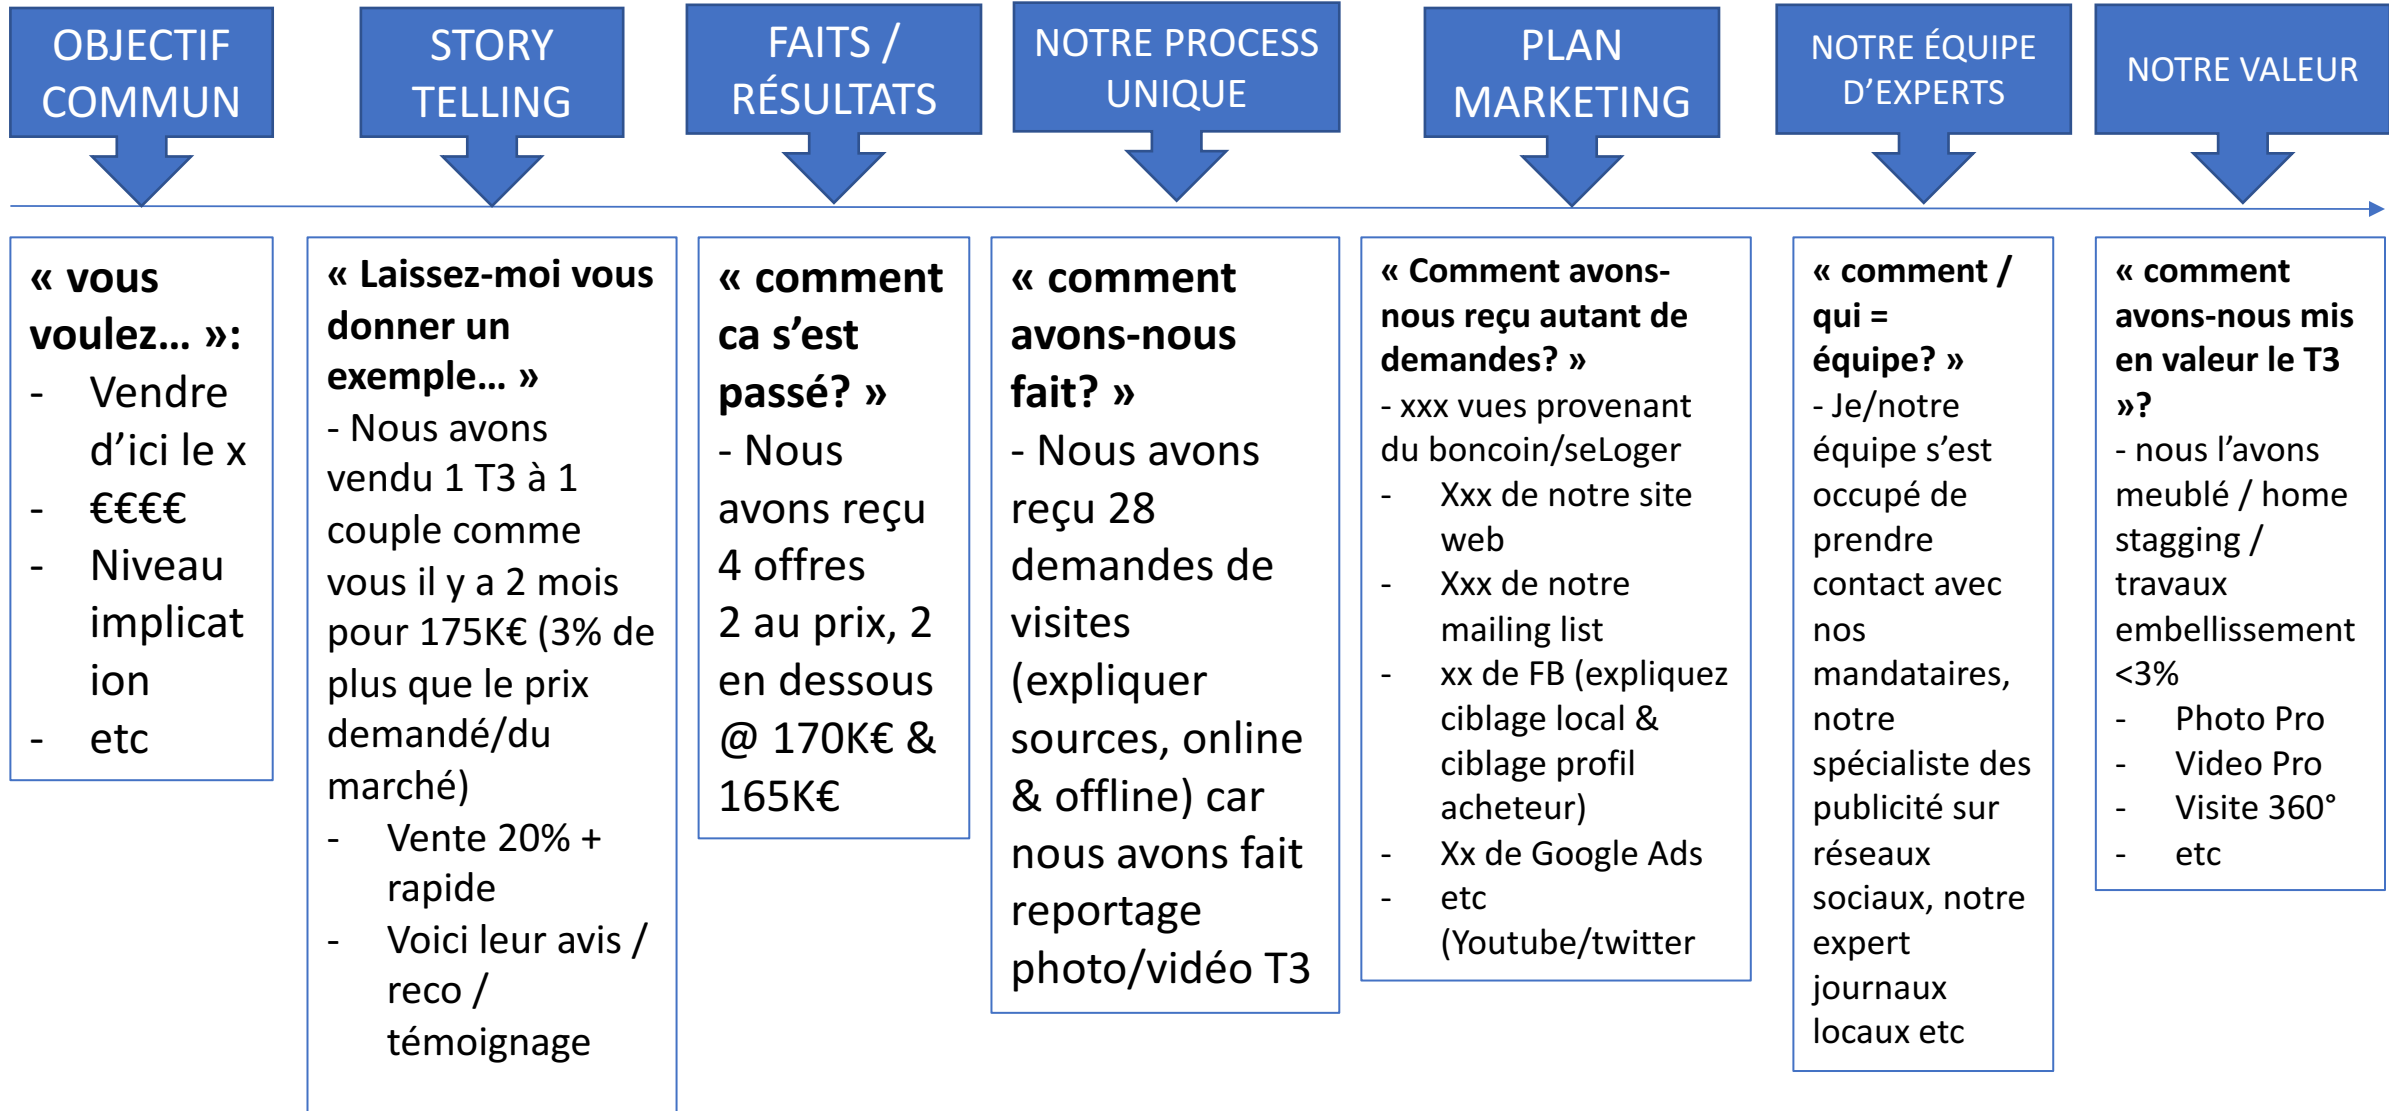 OBJECTIF
COMMUN
STORY
TELLING
FAITS /
RÉSULTATS
NOTRE PROCESS
UNIQUE
PLAN
MARKETING
NOTRE ÉQUIPE
D'EXPERTS
NOTRE VALEUR
« vous
voulez... »:
- Vendre
d'ici le x
- €€€€
- Niveau
implicat
ion
- etc
« Laissez-moi vous
donner un
exemple... »
- Nous avons
vendu 1 T3 à 1
couple comme
vous il y a 2 mois
pour 175K€ (3% de
plus que le prix
demandé/du
marché)
- Vente 20% +
rapide
- Voici leur avis /
reco /
témoignage
« comment
ca s'est
passé? »
- Nous
avons reçu
4 offres
2 au prix, 2
en dessous
@ 170K€ &
165K€
« comment
avons-nous
fait? »
- Nous avons
reçu 28
demandes de
visites
(expliquer
sources, online
& offline) car
nous avons fait
reportage
photo/vidéo T3
« Comment avons-
nous reçu autant de
demandes? »
- xxx vues provenant
du boncoin/seLoger
- Xxx de notre site
web
- Xxx de notre
mailing list
- xx de FB (expliquez
ciblage local &
ciblage profil
acheteur)
- Xx de Google Ads
- etc
(Youtube/twitter
« comment /
qui =
équipe? »
- Je/notre
équipe s'est
occupé de
prendre
contact avec
nos
mandataires,
notre
spécialiste des
publicité sur
réseaux
sociaux, notre
expert
journaux
locaux etc
« comment
avons-nous mis
en valeur le T3
»?
- nous l'avons
meublé / home
stagging /
travaux
embellissement
<3%
- Photo Pro
- Video Pro
- Visite 360°
- etc